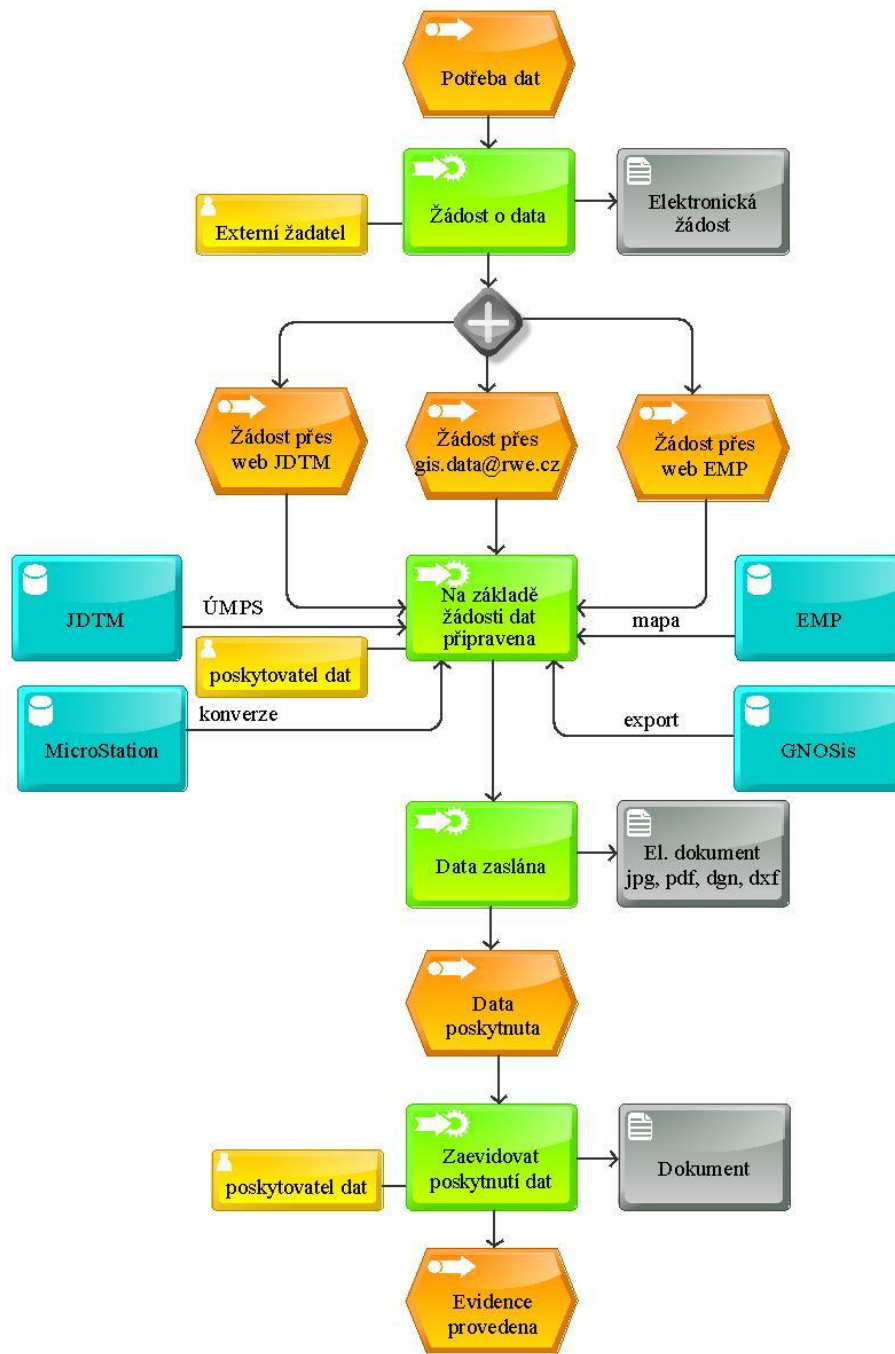 Potřeba dat
Žádost o data
Elektronická
žádost
Externí žadatel
Žádost přes
web JDTM
Žádost přes
gis.data@rwe.cz
Žádost přes
web EMP
JDTM
ÚMPS
Na základě
žádosti dat
připravena
mapa
EMP
poskytovatel dat
MicroStation
konverze
export
GNOSis
Data zaslána
El. dokument
jpg, pdf, dgn, dxf
Data
poskytnuta
poskytovatel dat
Zaevidovat
poskytnutí dat
Dokument
Evidence
provedena